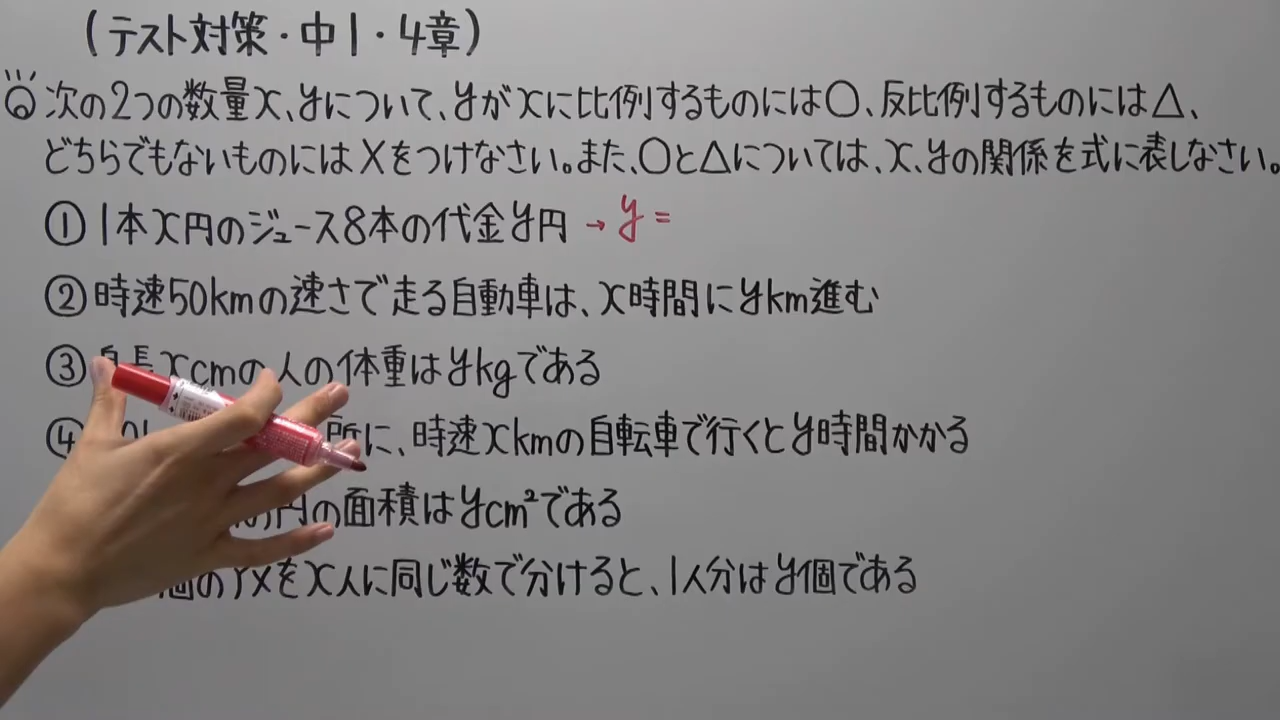 (テスト対策・中1・4章)
Q 次の2つの数量x、yについて、yがxに比例するものには○、反比例するものには△、
どちらでもないものには×をつけなさい。また、○と△については、x、yの関係を式に表しなさい。
① 1本x円のジュース8本の代金y円 → y =
② 時速50kmの速さで走る自動車は、x時間にykm進む
③ 身長xcmの人の体重はykgである
④ 所に、時速xkmの自転車で行くとy時間かかる
の円の面積はycm²である
個のアメをx人に同じ数で分けると、1人分はy個である